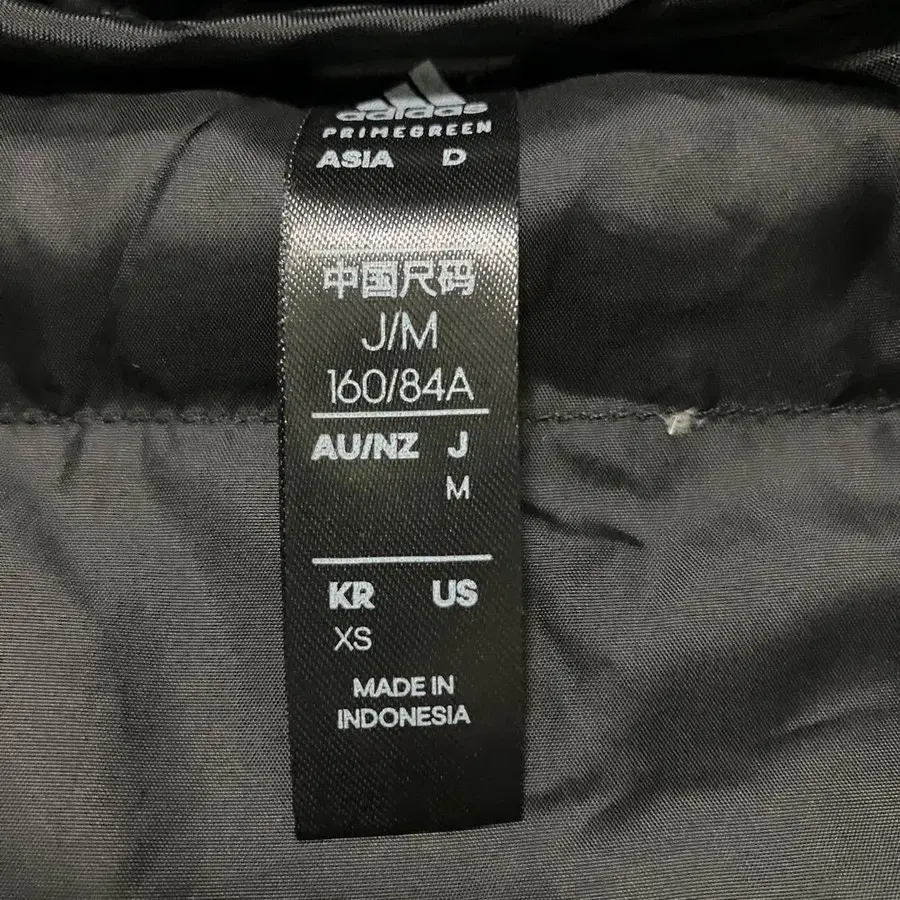 adidas
PRIMEGREEN
ASIA D
中国尺码
J/M
160/84A
AU/NZ J
M
KR US
XS
MADE IN
INDONESIA